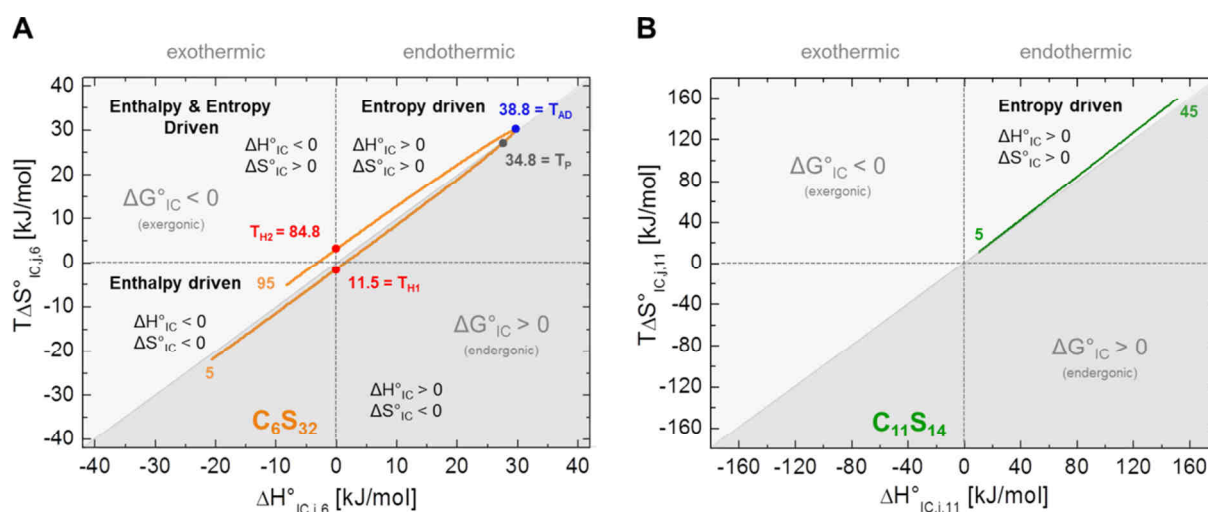 A
exothermic
endothermic
Enthalpy & Entropy
Driven
ΔH°IC < 0
ΔS°IC > 0
Entropy driven
ΔH°IC > 0
ΔS°IC > 0
38.8 = TAD
34.8 = TP
ΔG°IC < 0
(exergonic)
TH2 = 84.8
Enthalpy driven
95
11.5 = TH1
ΔH°IC < 0
ΔS°IC < 0
5
ΔG°IC > 0
(endergonic)
ΔH°IC > 0
ΔS°IC < 0
C6S32
40
30
20
10
0
-10
-20
-30
-40
-40
-30
-20
-10
0
10
20
30
40
TΔS°IC,j,6 [kJ/mol]
ΔH°IC,j,6 [kJ/mol]
B
exothermic
endothermic
Entropy driven
ΔH°IC > 0
ΔS°IC > 0
45
ΔG°IC < 0
(exergonic)
5
ΔG°IC > 0
(endergonic)
C11S14
160
120
80
40
0
-40
-80
-120
-160
-160
-120
-80
-40
0
40
80
120
160
TΔS°IC,j,11 [kJ/mol]
ΔH°IC,j,11 [kJ/mol]